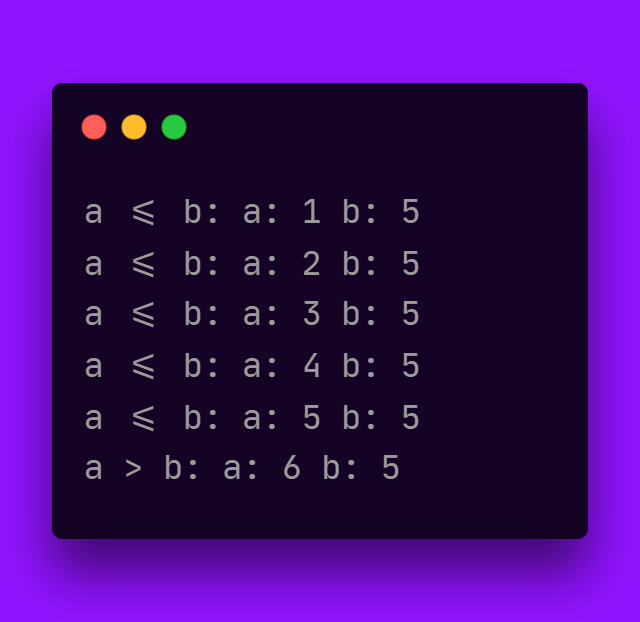 a <= b: a: 1 b: 5
a <= b: a: 2 b: 5
a <= b: a: 3 b: 5
a <= b: a: 4 b: 5
a <= b: a: 5 b: 5
a > b: a: 6 b: 5